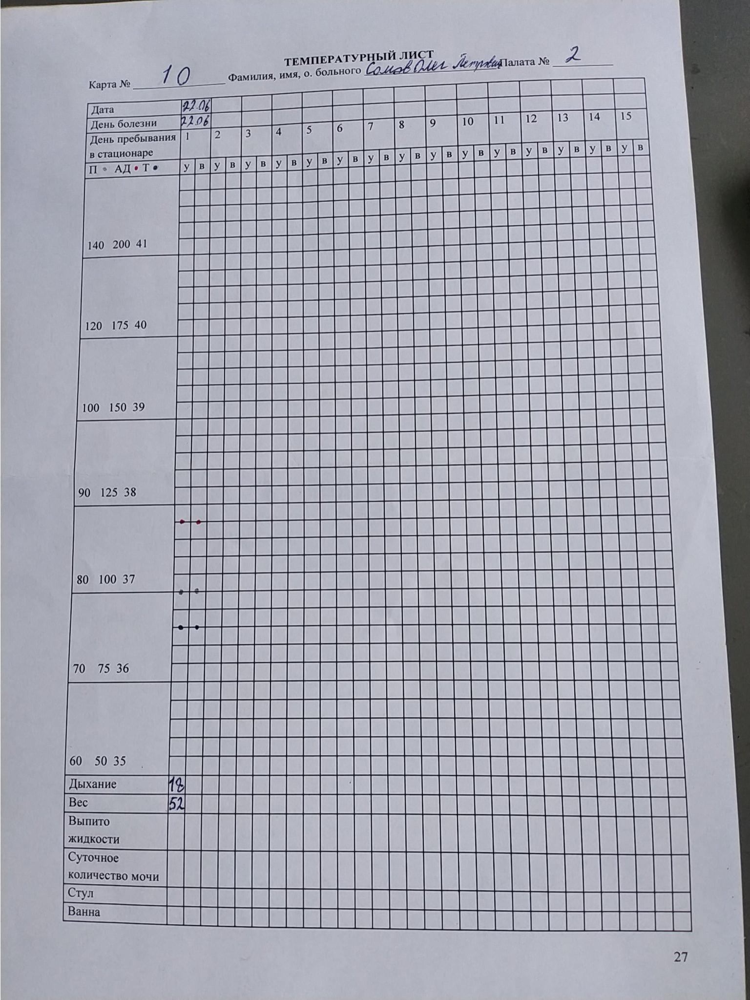 ТЕМПЕРАТУРНЫЙ ЛИСТ
Карта № 10 Фамилия, имя, о. больного Сомов Олег Петрович Палата № 2
Дата 22.06
День болезни 22.06
День пребывания 1 2 3 4 5 6 7 8 9 10 11 12 13 14 15
в стационаре
П • АД • Т • у в у в у в у в у в у в у в у в у в у в у в у в у в у в у в
140 200 41
120 175 40
100 150 39
90 125 38
80 100 37
70 75 36
60 50 35
Дыхание 18
Вес 52
Выпито
жидкости
Суточное
количество мочи
Стул
Ванна
27